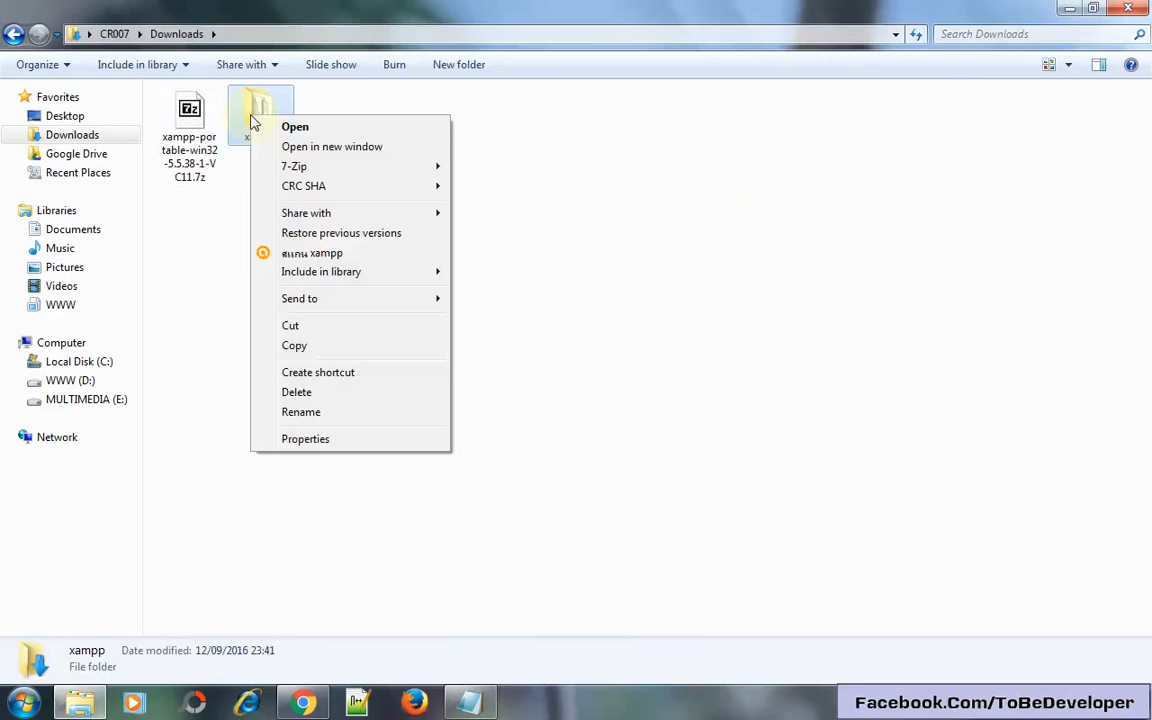 CR007 Downloads
Search Downloads
Organize Include in library Share with Slide show Burn New folder
Favorites
Desktop
Downloads
Google Drive
Recent Places
Libraries
Documents
Music
Pictures
Videos
WWW
Computer
Local Disk (C:)
WWW (D:)
MULTIMEDIA (E:)
Network
7z
xampp-por
table-win32
-5.5.38-1-V
C11.7z
Open
Open in new window
7-Zip
CRC SHA
Share with
Restore previous versions
สแกน xampp
Include in library
Send to
Cut
Copy
Create shortcut
Delete
Rename
Properties
xampp Date modified: 12/09/2016 23:41
File folder
Facebook.Com/ToBeDeveloper